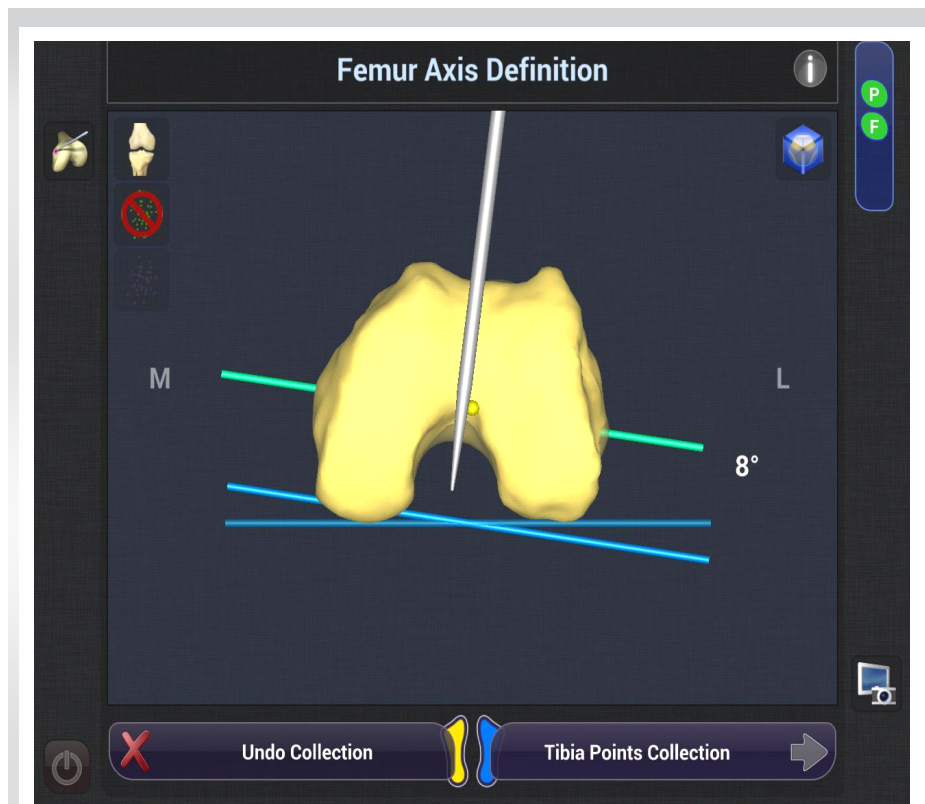 Femur Axis Definition
i
P
F
M
L
8°
Undo Collection
Tibia Points Collection